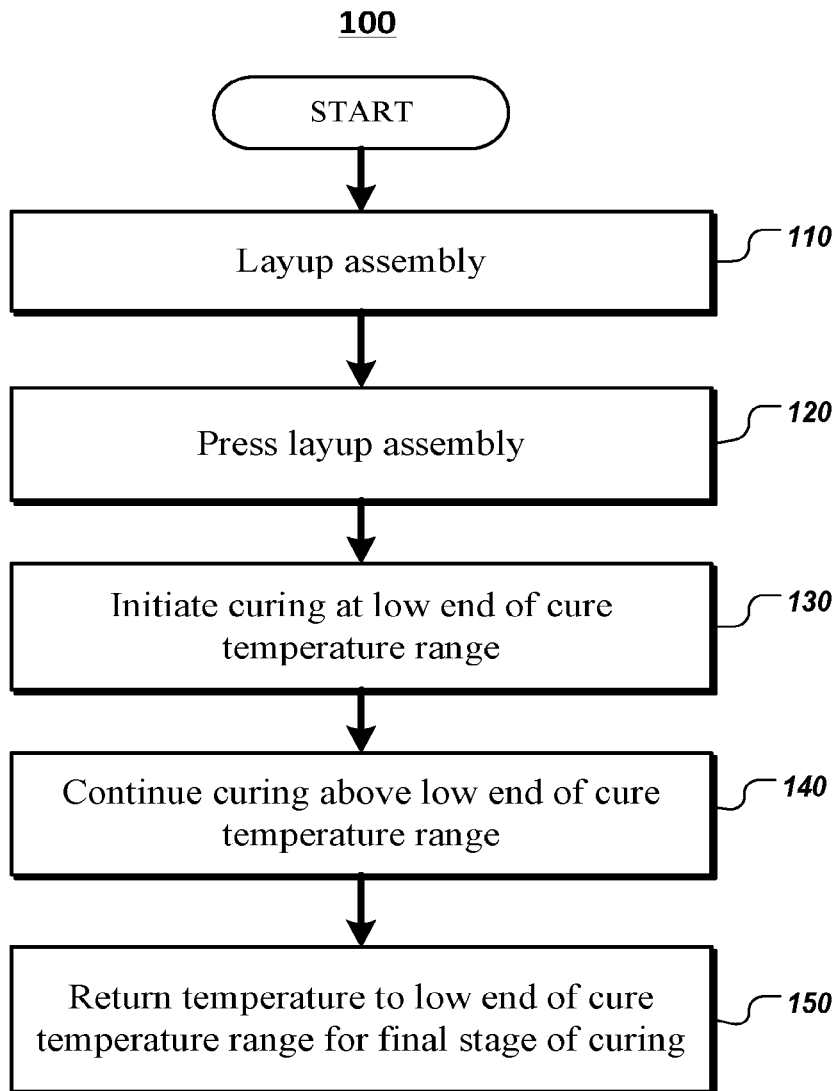 100
START
Layup assembly
110
Press layup assembly
120
Initiate curing at low end of cure
temperature range
130
Continue curing above low end of cure
temperature range
140
Return temperature to low end of cure
temperature range for final stage of curing
150